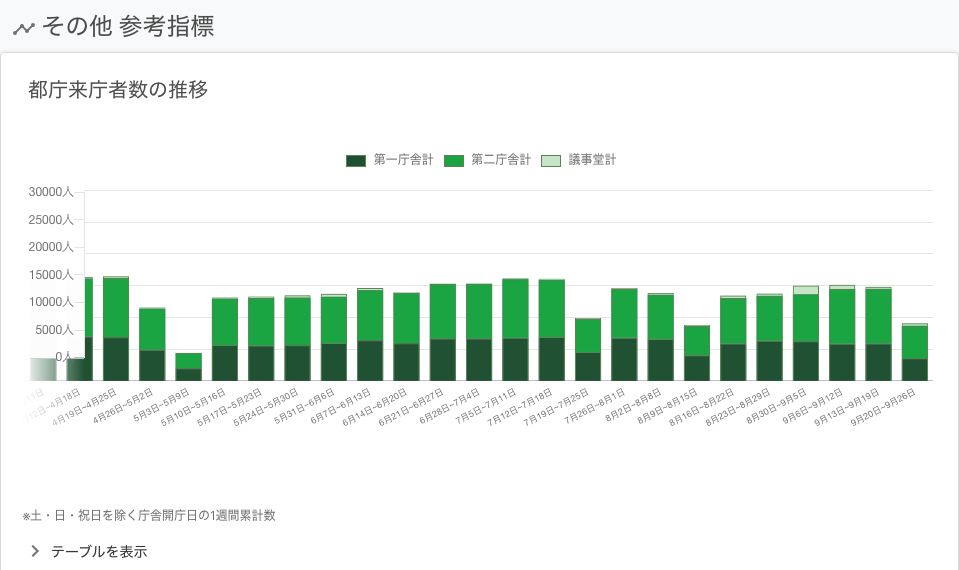 その他 参考指標
都庁来庁者数の推移
第一庁舎計 第二庁舎計 議事堂計
30000人
25000人
20000人
15000人
10000人
5000人
0人
4月19日~4月25日
4月26日~5月2日
5月3日~5月9日
5月10日~5月16日
5月17日~5月23日
5月24日~5月30日
5月31日~6月6日
6月7日~6月13日
6月14日~6月20日
6月21日~6月27日
6月28日~7月4日
7月5日~7月11日
7月12日~7月18日
7月19日~7月25日
7月26日~8月1日
8月2日~8月8日
8月9日~8月15日
8月16日~8月22日
8月23日~8月29日
8月30日~9月5日
9月6日~9月12日
9月13日~9月19日
9月20日~9月26日
※土・日・祝日を除く庁舎開庁日の1週間累計数
テーブルを表示